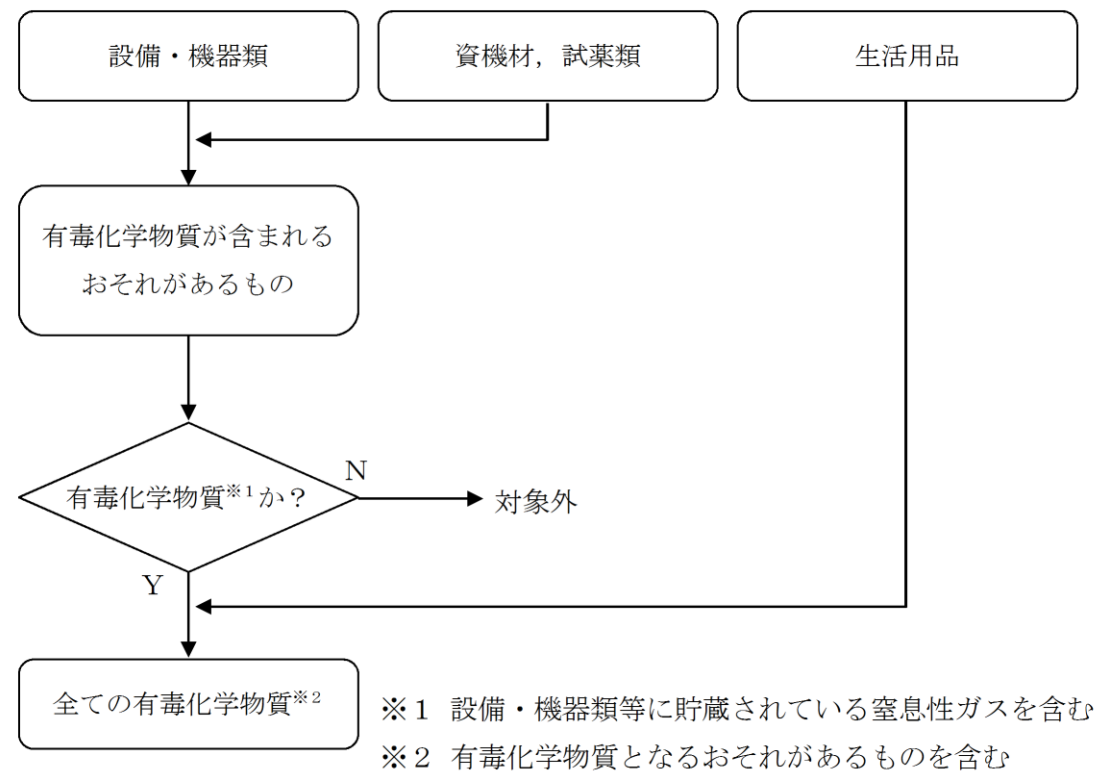 設備・機器類
資機材，試薬類
生活用品
有毒化学物質が含まれる
おそれがあるもの
有毒化学物質※１か？
N
対象外
Y
全ての有毒化学物質※２
※１ 設備・機器類等に貯蔵されている窒息性ガスを含む
※２ 有毒化学物質となるおそれがあるものを含む